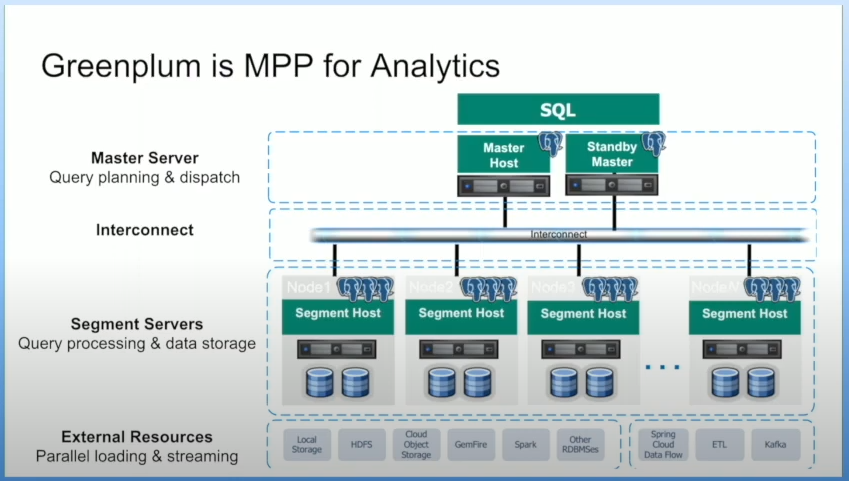 Greenplum is MPP for Analytics
SQL
Master Server
Query planning & dispatch
Master
Host
Standby
Master
Interconnect
Interconnect
Node1
Node2
Node3
NodeN
Segment Servers
Query processing & data storage
Segment Host
Segment Host
Segment Host
Segment Host
...
External Resources
Parallel loading & streaming
Local
Storage
HDFS
Cloud
Object
Storage
GemFire
Spark
Other
RDBMSes
Spring
Cloud
Data Flow
ETL
Kafka